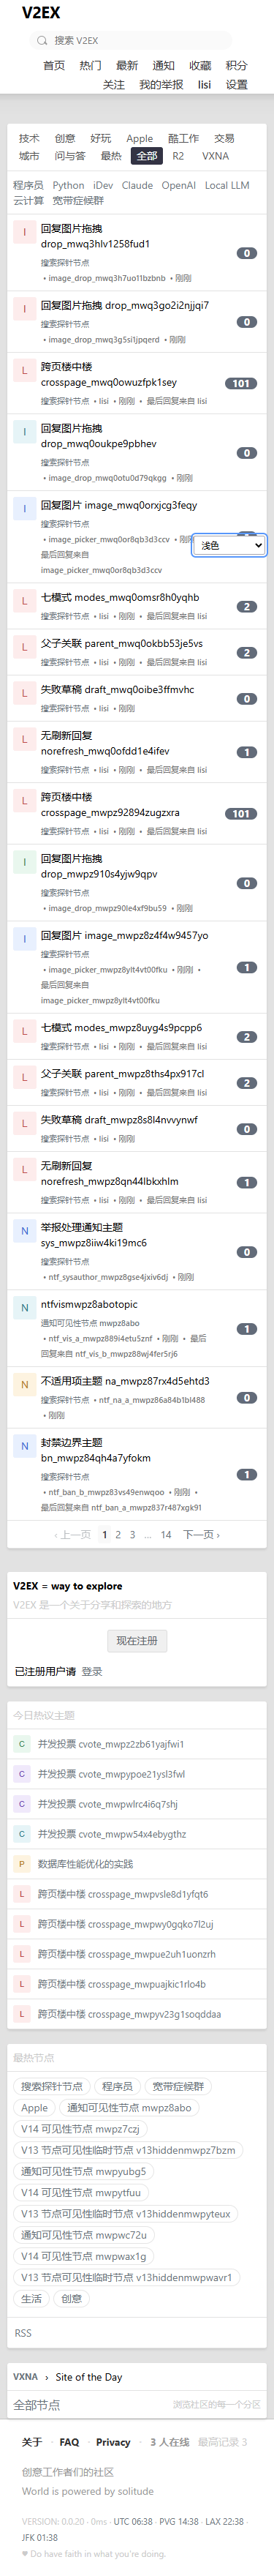 V2EX
搜索 V2EX
首页 热门 最新 通知 收藏 积分
关注 我的举报 lisi 设置
技术 创意 好玩 Apple 酷工作 交易
城市 问与答 最热 全部 R2 VXNA
程序员 Python iDev Claude OpenAI Local LLM
云计算 宽带症候群
I
回复图片拖拽
drop_mwq3hlv1258fud1
0
搜索探针节点
• image_drop_mwq3h7uo11bzbnb • 刚刚
I
回复图片拖拽 drop_mwq3go2i2njjqi7
0
搜索探针节点
• image_drop_mwq3g5si1jpqerd • 刚刚
L
跨页楼中楼
crosspage_mwq0owuzfpk1sey
101
搜索探针节点 • lisi • 刚刚 • 最后回复来自 lisi
I
回复图片拖拽
drop_mwq0oukpe9pbhev
0
搜索探针节点
• image_drop_mwq0otu0d79qkgg • 刚刚
I
回复图片 image_mwq0orxjcg3feqy
搜索探针节点
• image_picker_mwq0or8qb3d3ccv • 刚刚
浅色
最后回复来自
image_picker_mwq0or8qb3d3ccv
L
七模式 modes_mwq0omsr8h0yqhb
2
搜索探针节点 • lisi • 刚刚 • 最后回复来自 lisi
L
父子关联 parent_mwq0okbb53je5vs
2
搜索探针节点 • lisi • 刚刚 • 最后回复来自 lisi
L
失败草稿 draft_mwq0oibe3ffmvhc
0
搜索探针节点 • lisi • 刚刚
L
无刷新回复
norefresh_mwq0ofdd1e4ifev
1
搜索探针节点 • lisi • 刚刚 • 最后回复来自 lisi
L
跨页楼中楼
crosspage_mwpz92894zugzxra
101
搜索探针节点 • lisi • 刚刚 • 最后回复来自 lisi
I
回复图片拖拽
drop_mwpz910s4yjw9qpv
0
搜索探针节点
• image_drop_mwpz90le4xf9bu59 • 刚刚
I
回复图片 image_mwpz8z4f4w9457yo
搜索探针节点
• image_picker_mwpz8ylt4vt00fku • 刚刚 •
1
最后回复来自
image_picker_mwpz8ylt4vt00fku
L
七模式 modes_mwpz8uyg4s9pcpp6
2
搜索探针节点 • lisi • 刚刚 • 最后回复来自 lisi
L
父子关联 parent_mwpz8ths4px917cl
2
搜索探针节点 • lisi • 刚刚 • 最后回复来自 lisi
L
失败草稿 draft_mwpz8s8l4nvvynwf
0
搜索探针节点 • lisi • 刚刚
L
无刷新回复
norefresh_mwpz8qn44lbkxhlm
1
搜索探针节点 • lisi • 刚刚 • 最后回复来自 lisi
N
举报处理通知主题
sys_mwpz8iiw4ki19mc6
0
搜索探针节点
• ntf_sysauthor_mwpz8gse4jxiv6dj • 刚刚
N
ntfvismwpz8abotopic
通知可见性节点 mwpz8abo
1
• ntf_vis_a_mwpz889i4etu5znf • 刚刚 • 最后
回复来自 ntf_vis_b_mwpz88wj4fer5rj6
N
不适用项主题 na_mwpz87rx4d5ehtd3
0
搜索探针节点 • ntf_na_a_mwpz86a84b1bl488
• 刚刚
N
封禁边界主题
bn_mwpz84qh4a7yfokm
搜索探针节点
1
• ntf_ban_b_mwpz83vs49enwqoo • 刚刚 •
最后回复来自 ntf_ban_a_mwpz837r487xgk91
‹ 上一页 1 2 3 ... 14 下一页 ›
V2EX = way to explore
V2EX 是一个关于分享和探索的地方
现在注册
已注册用户请 登录
今日热议主题
C 并发投票 cvote_mwpz2zb61yajfwi1
C 并发投票 cvote_mwpypoe21ysl3fwl
C 并发投票 cvote_mwpwlrc4i6q7shj
C 并发投票 cvote_mwpw54x4ebygthz
P 数据库性能优化的实践
L 跨页楼中楼 crosspage_mwpvsle8d1yfqt6
L 跨页楼中楼 crosspage_mwpwy0gqko7l2uj
L 跨页楼中楼 crosspage_mwpue2uh1uonzrh
L 跨页楼中楼 crosspage_mwpuajkic1rlo4b
L 跨页楼中楼 crosspage_mwpyv23g1soqddaa
最热节点
搜索探针节点 程序员 宽带症候群
Apple 通知可见性节点 mwpz8abo
V14 可见性节点 mwpz7czj
V13 节点可见性临时节点 v13hiddenmwpz7bzm
通知可见性节点 mwpyubg5
V14 可见性节点 mwpytfuu
V13 节点可见性临时节点 v13hiddenmwpyteux
通知可见性节点 mwpwc72u
V14 可见性节点 mwpwax1g
V13 节点可见性临时节点 v13hiddenmwpwavr1
生活 创意
RSS
VXNA › Site of the Day
全部节点 浏览社区的每一个分区
关于 · FAQ · Privacy · 3 人在线 最高记录 3
创意工作者们的社区
World is powered by solitude
VERSION: 0.0.20 · 0ms · UTC 06:38 · PVG 14:38 · LAX 22:38 ·
JFK 01:38
♥ Do have faith in what you're doing.